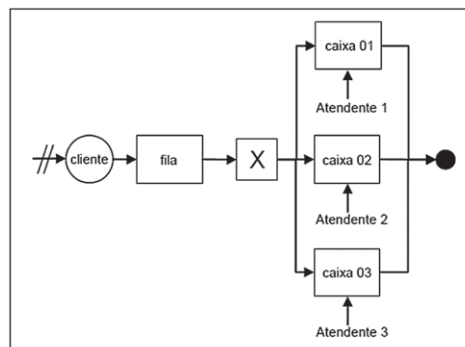 caixa 01
Atendente 1
cliente
fila
X
caixa 02
Atendente 2
caixa 03
Atendente 3